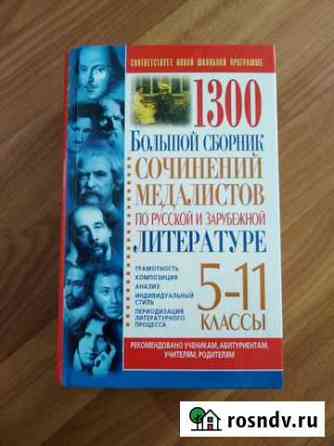 СООТВЕТСТВУЕТ НОВОЙ ШКОЛЬНОЙ ПРОГРАММЕ
1300
БОЛЬШОЙ СБОРНИК
СОЧИНЕНИЙ
МЕДАЛИСТОВ
ПО РУССКОЙ И ЗАРУБЕЖНОЙ
ЛИТЕРАТУРЕ
ГРАМОТНОСТЬ
КОМПОЗИЦИЯ
АНАЛИЗ
ИНДИВИДУАЛЬНЫЙ
СТИЛЬ
ПЕРИОДИЗАЦИЯ
ЛИТЕРАТУРНОГО
ПРОЦЕССА
5-11
КЛАССЫ
РЕКОМЕНДОВАНО УЧЕНИКАМ, АБИТУРИЕНТАМ,
УЧИТЕЛЯМ, РОДИТЕЛЯМ
rosndv.ru